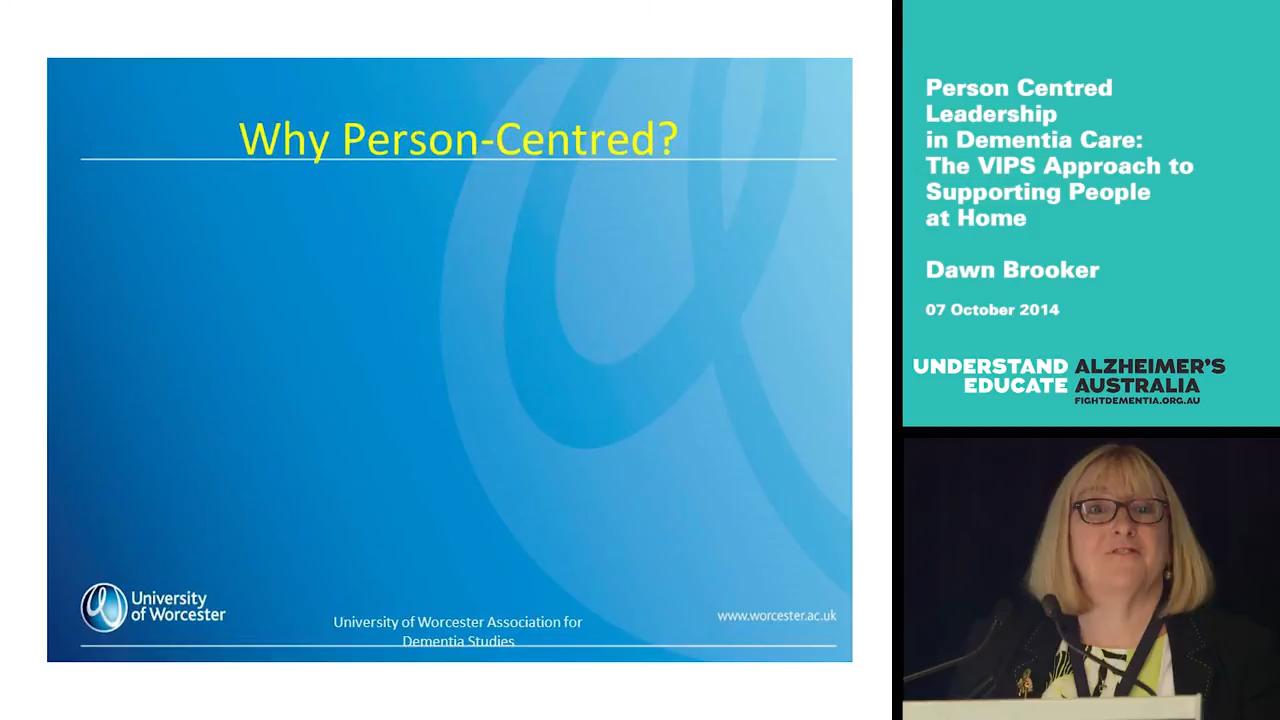 Why Person-Centred?
University
of Worcester
University of Worcester Association for
Dementia Studies
www.worcester.ac.uk
Person Centred
Leadership
in Dementia Care:
The VIPS Approach to
Supporting People
at Home
Dawn Brooker
07 October 2014
UNDERSTAND ALZHEIMER'S
EDUCATE AUSTRALIA
FIGHTDEMENTIA.ORG.AU